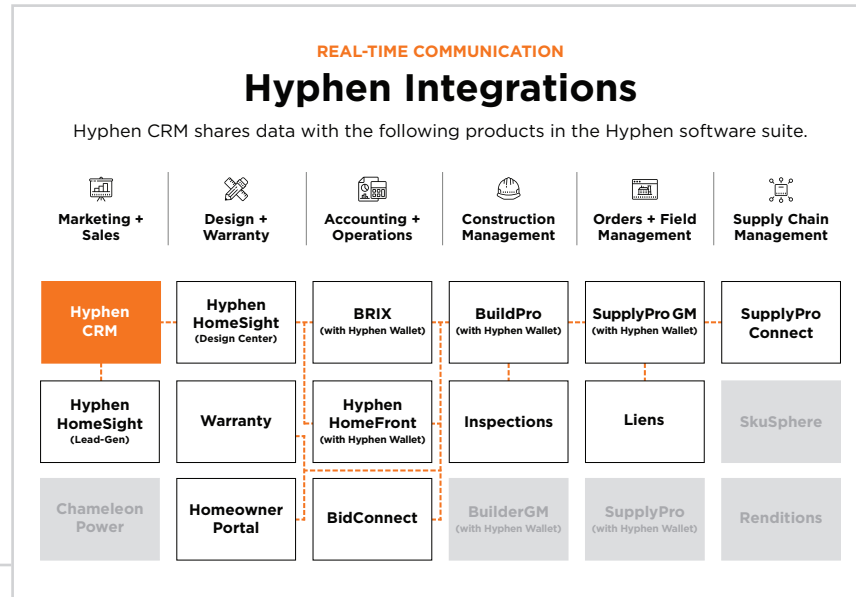 REAL-TIME COMMUNICATION
Hyphen Integrations
Hyphen CRM shares data with the following products in the Hyphen software suite.
Marketing +
Sales
Design +
Warranty
Accounting +
Operations
Construction
Management
Orders + Field
Management
Supply Chain
Management
Hyphen
CRM
Hyphen
HomeSight
(Design Center)
BRIX
(with Hyphen Wallet)
BuildPro
(with Hyphen Wallet)
SupplyPro GM
(with Hyphen Wallet)
SupplyPro
Connect
Hyphen
HomeSight
(Lead-Gen)
Warranty
Hyphen
HomeFront
(with Hyphen Wallet)
Inspections
Liens
SkuSphere
Chameleon
Power
Homeowner
Portal
BidConnect
BuilderGM
(with Hyphen Wallet)
SupplyPro
(with Hyphen Wallet)
Renditions